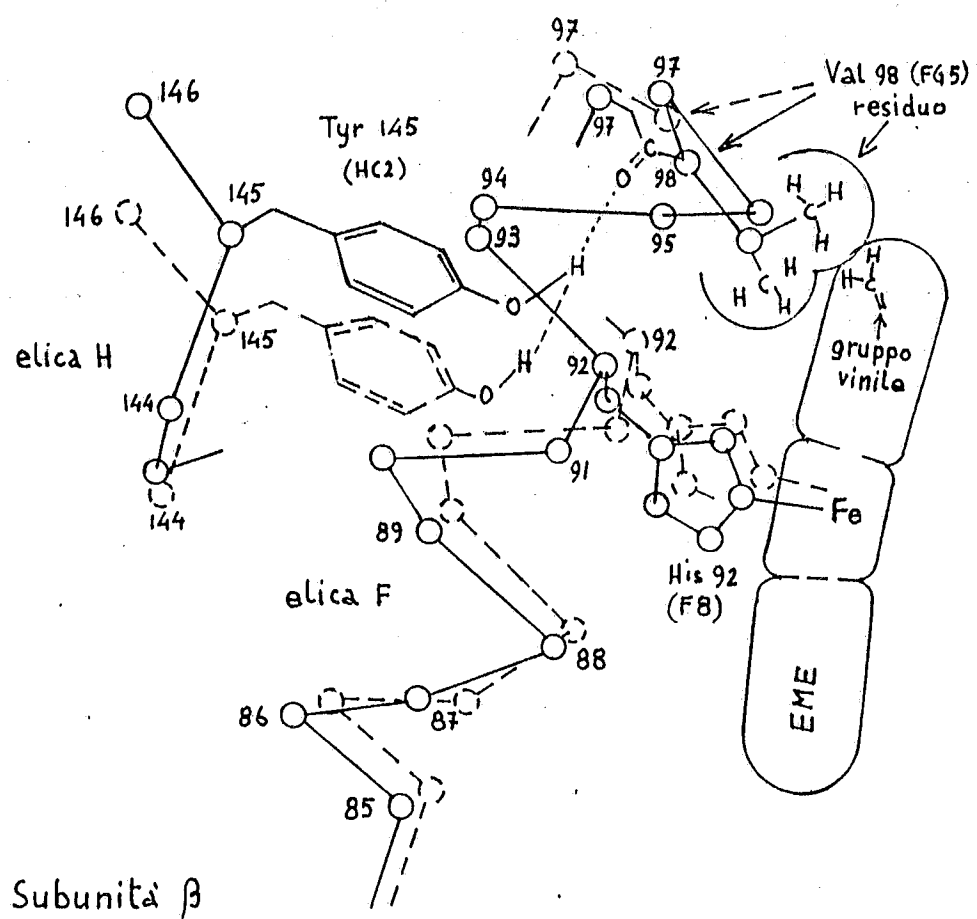 97
97
97
Val 98 (FG5)
residuo
146
Tyr 145
(HC2)
C
O
98
94
H
H
C
H
145
146
93
95
H
H
C
H
H
H
C
H
O
145
elica H
H
O
92
92
gruppo
vinile
144
91
144
89
Fe
His 92
(F8)
elica F
88
EME
86
87
85
Subunità β